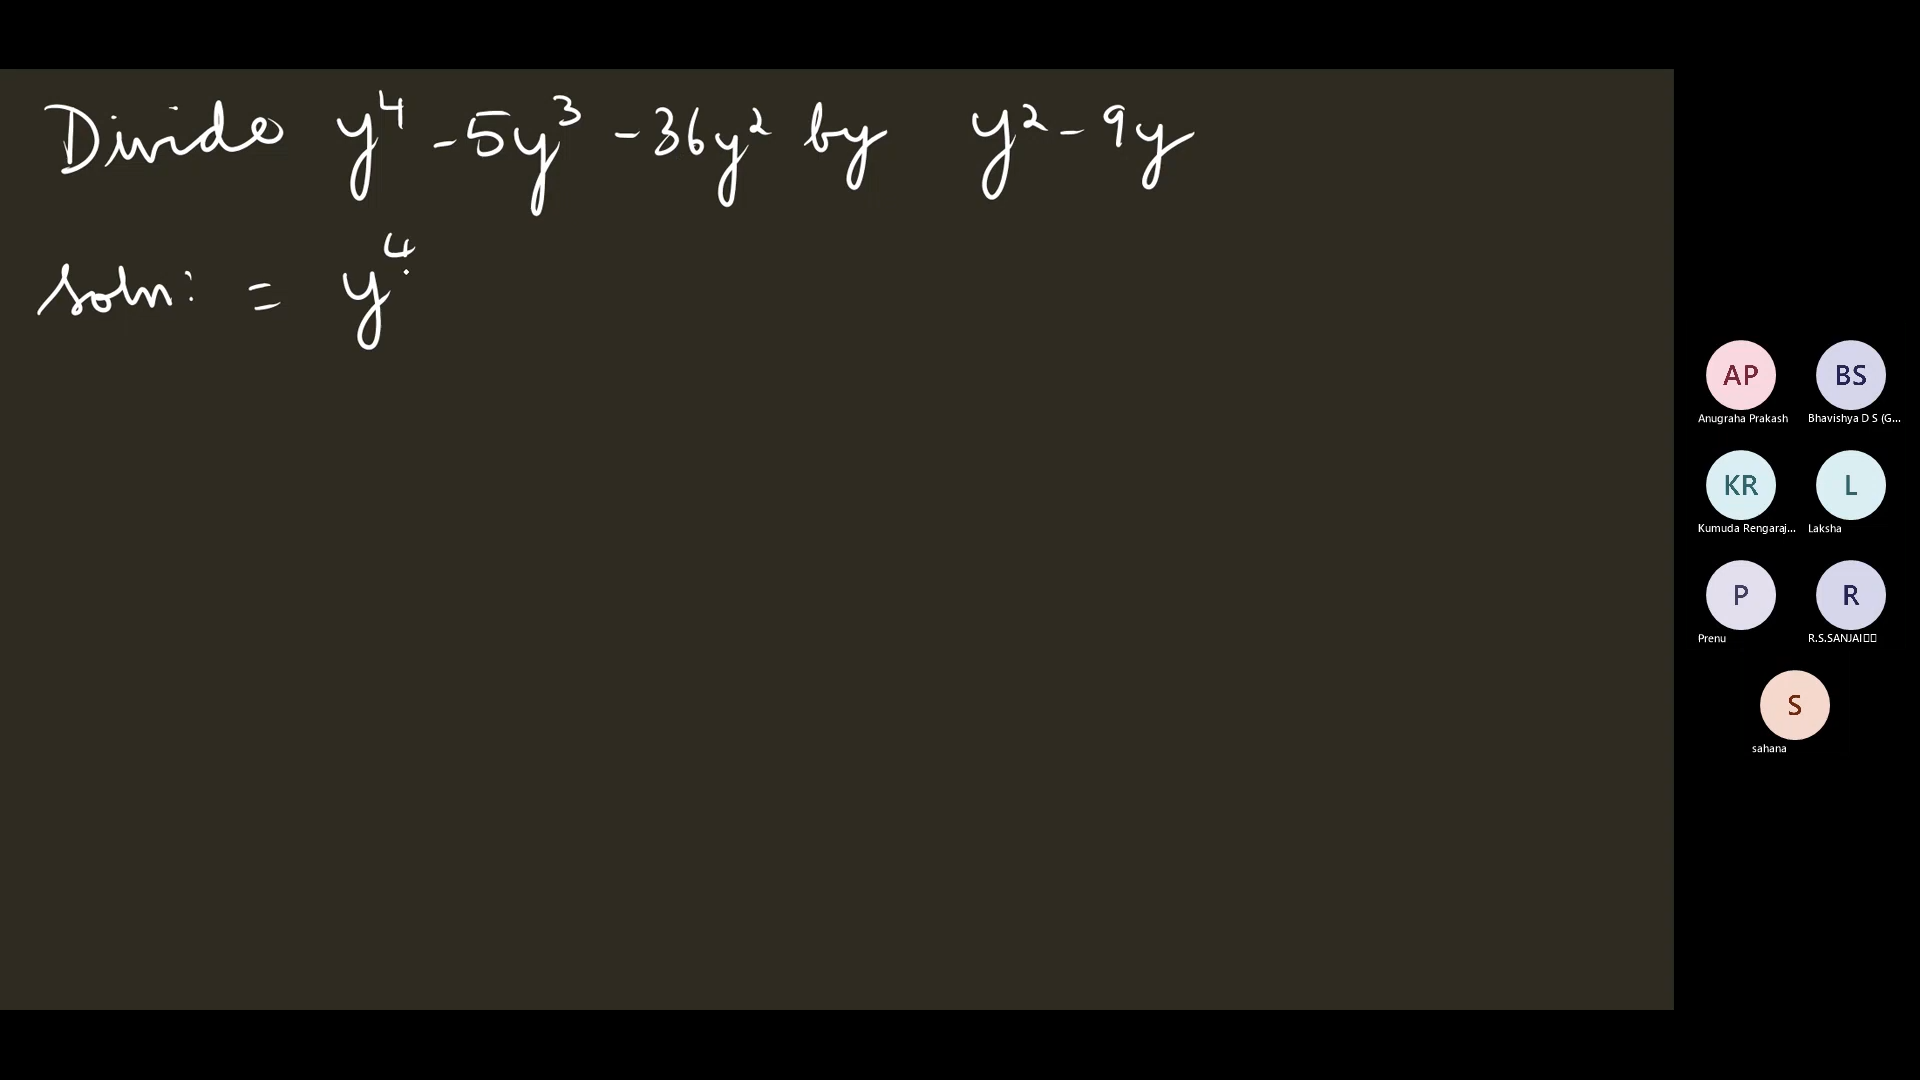 Divide y⁴ - 5y³ - 36y² by y² - 9y
soln: = y⁴
AP BS
Anugraha Prakash Bhavishya D S (G...
KR L
Kumuda Rengaraj... Laksha
P R
Prenu R.S.SANJAI
S
sahana